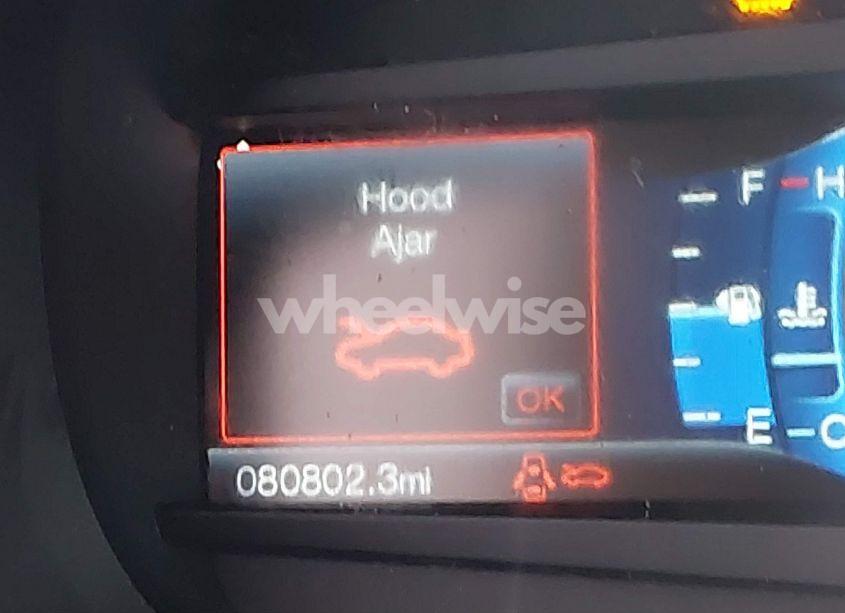 Hood
Ajar
wheelwise
OK
F
H
E
C
080802.3mi